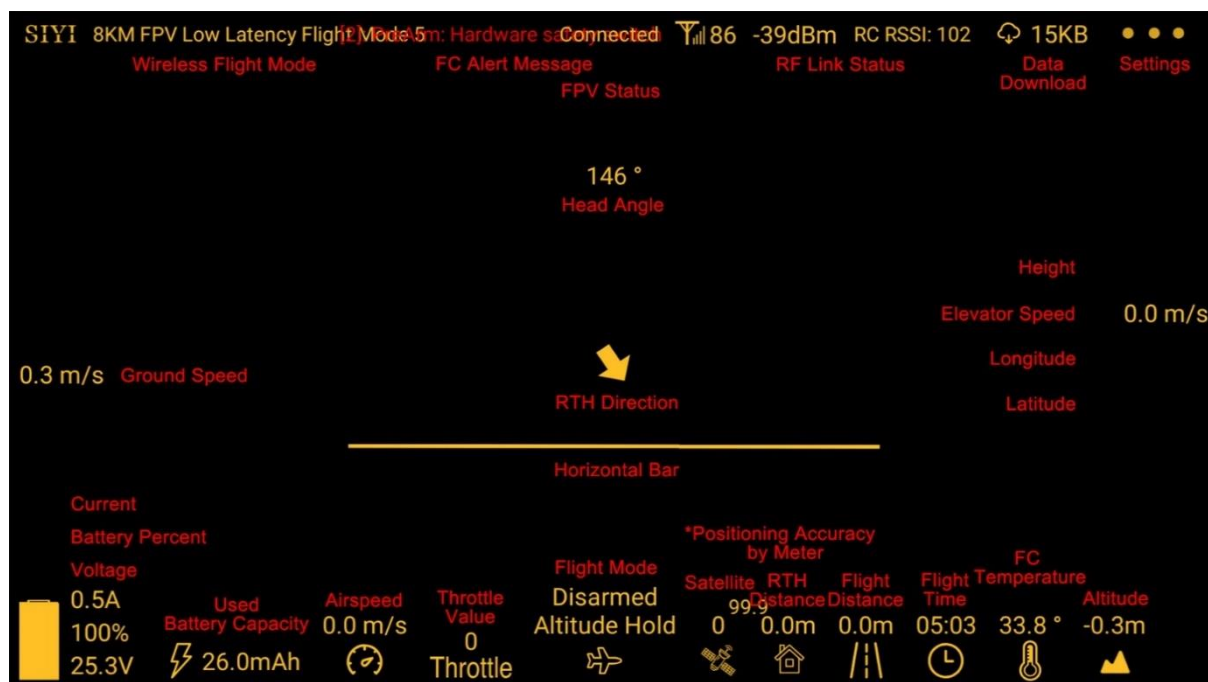 SIYI 8KM FPV Low Latency Flight Mode 5 [2] PreArm: Hardware safety switch Connected 86 -39dBm RC RSSI: 102 15KB
Wireless Flight Mode FC Alert Message RF Link Status Data Download Settings
FPV Status
146 °
Head Angle
Height
Elevator Speed 0.0 m/s
Longitude
0.3 m/s Ground Speed
RTH Direction Latitude
Horizontal Bar
Current
Battery Percent
Voltage
*Positioning Accuracy
by Meter
0.5A
100%
25.3V
Used
Battery Capacity
26.0mAh
Airspeed
0.0 m/s
Throttle
Value
0
Throttle
Flight Mode
Disarmed
Altitude Hold
Satellite
99.9
0
RTH
Distance
0.0m
Flight
Distance
0.0m
Flight
Time
05:03
FC
Temperature
33.8 °
Altitude
-0.3m